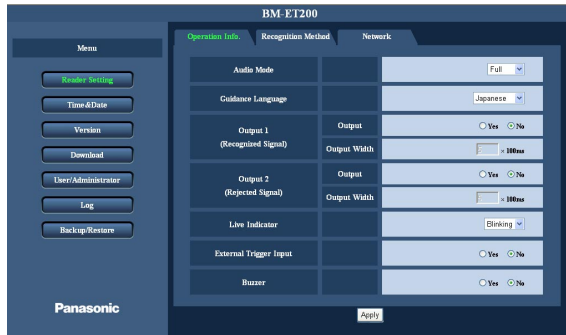 BM-ET200
Menu
Reader Setting
Time&Date
Version
Download
User/Administrator
Log
Backup/Restore
Panasonic
Operation Info. Recognition Method Network
Audio Mode Full
Guidance Language Japanese
Output 1
(Recognized Signal)
Output Yes No
Output Width × 100ms
Output 2
(Rejected Signal)
Output Yes No
Output Width × 100ms
Live Indicator Blinking
External Trigger Input Yes No
Buzzer Yes No
Apply